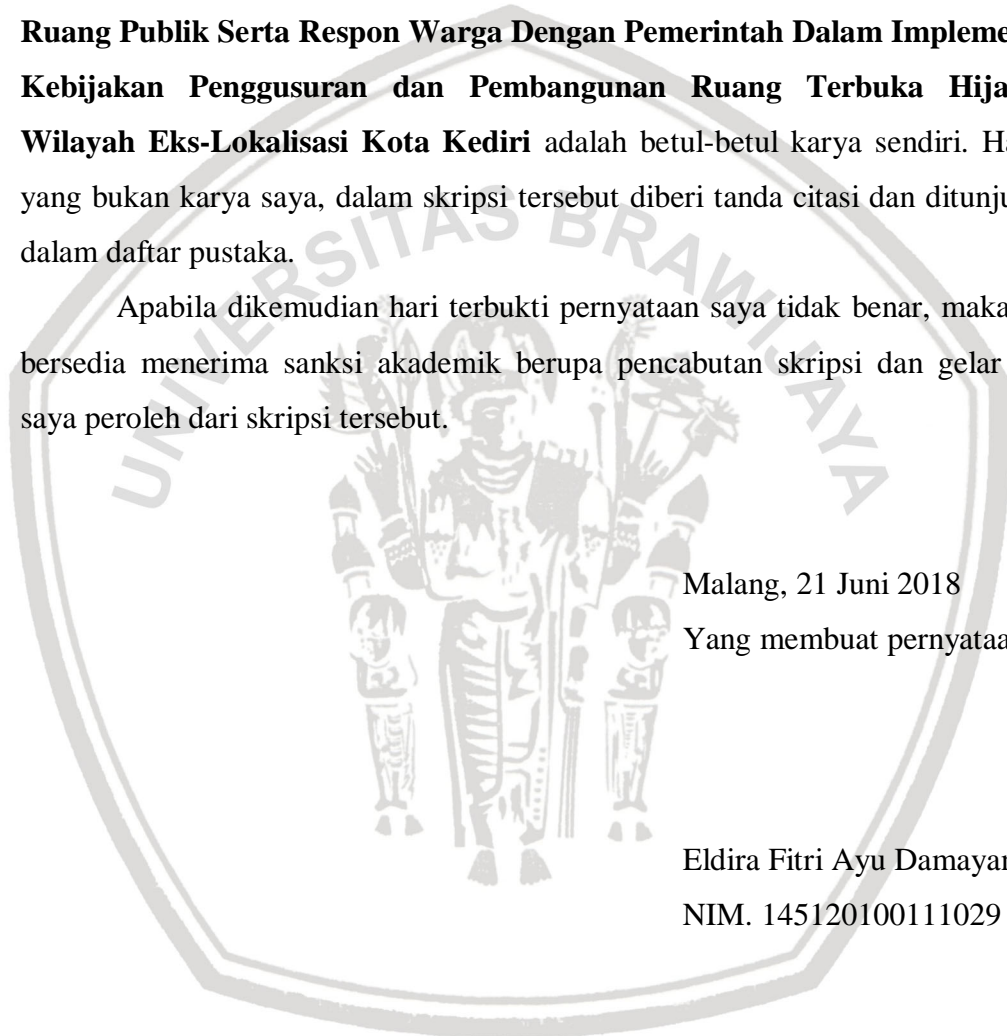 Ruang Publik Serta Respon Warga Dengan Pemerintah Dalam Impleme
Kebijakan Penggusuran dan Pembangunan Ruang Terbuka Hija
Wilayah Eks-Lokalisasi Kota Kediri adalah betul-betul karya sendiri. Ha
yang bukan karya saya, dalam skripsi tersebut diberi tanda citasi dan ditunju
dalam daftar pustaka.
Apabila dikemudian hari terbukti pernyataan saya tidak benar, maka
bersedia menerima sanksi akademik berupa pencabutan skripsi dan gelar
saya peroleh dari skripsi tersebut.
UNIVERSITAS BRAWIJAYA
Malang, 21 Juni 2018
Yang membuat pernyataa
Eldira Fitri Ayu Damayan
NIM. 145120100111029